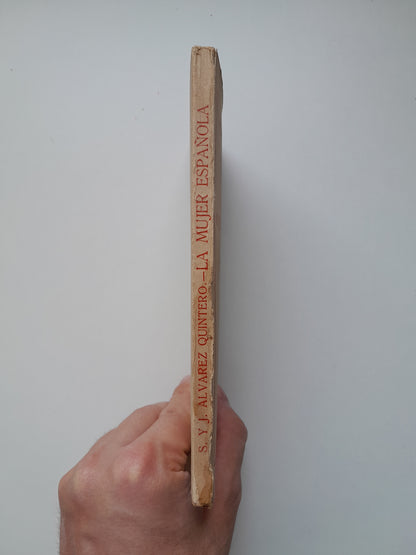 S. Y J. ALVAREZ QUINTERO.—LA MUJER ESPAÑOLA